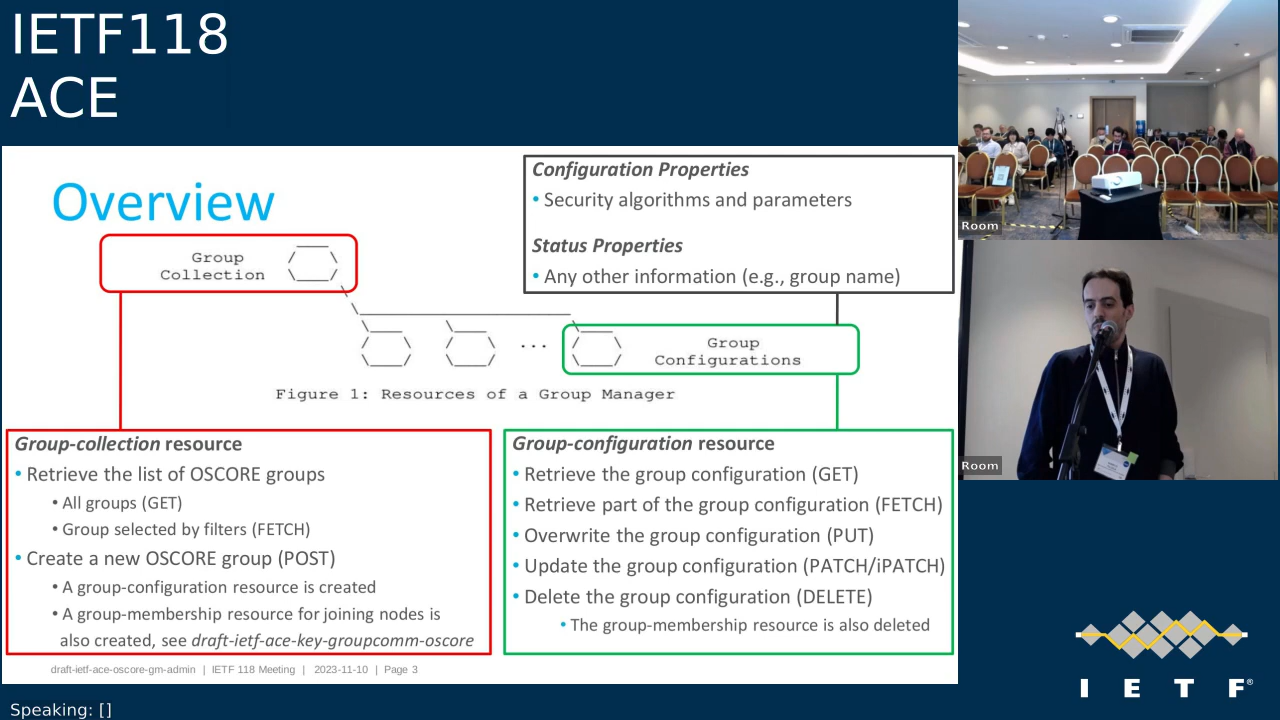 IETF118
ACE
Overview
Configuration Properties
• Security algorithms and parameters
Status Properties
• Any other information (e.g., group name)
Group
Collection
...
Group
Configurations
Figure 1: Resources of a Group Manager
Group-collection resource
• Retrieve the list of OSCORE groups
• All groups (GET)
• Group selected by filters (FETCH)
• Create a new OSCORE group (POST)
• A group-configuration resource is created
• A group-membership resource for joining nodes is
also created, see draft-ietf-ace-key-groupcomm-oscore
Group-configuration resource
• Retrieve the group configuration (GET)
• Retrieve part of the group configuration (FETCH)
• Overwrite the group configuration (PUT)
• Update the group configuration (PATCH/iPATCH)
• Delete the group configuration (DELETE)
• The group-membership resource is also deleted
draft-ietf-ace-oscore-gm-admin | IETF 118 Meeting | 2023-11-10 | Page 3
Room
Room
I E T F®
Speaking: []